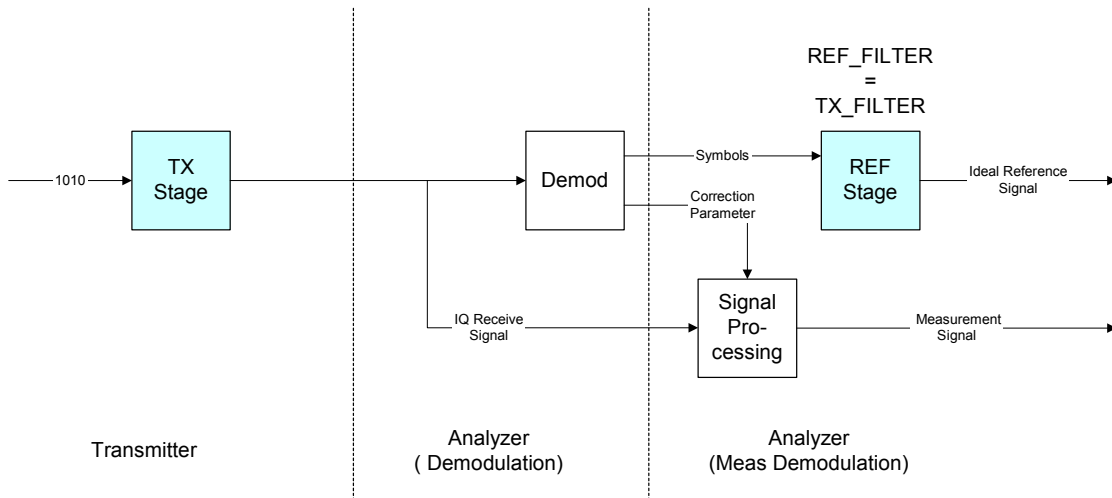 REF_FILTER
=
TX_FILTER
1010
TX
Stage
Demod
Symbols
Correction
Parameter
REF
Stage
Ideal Reference
Signal
IQ Receive
Signal
Signal
Pro-
cessing
Measurement
Signal
Transmitter
Analyzer
( Demodulation)
Analyzer
(Meas Demodulation)